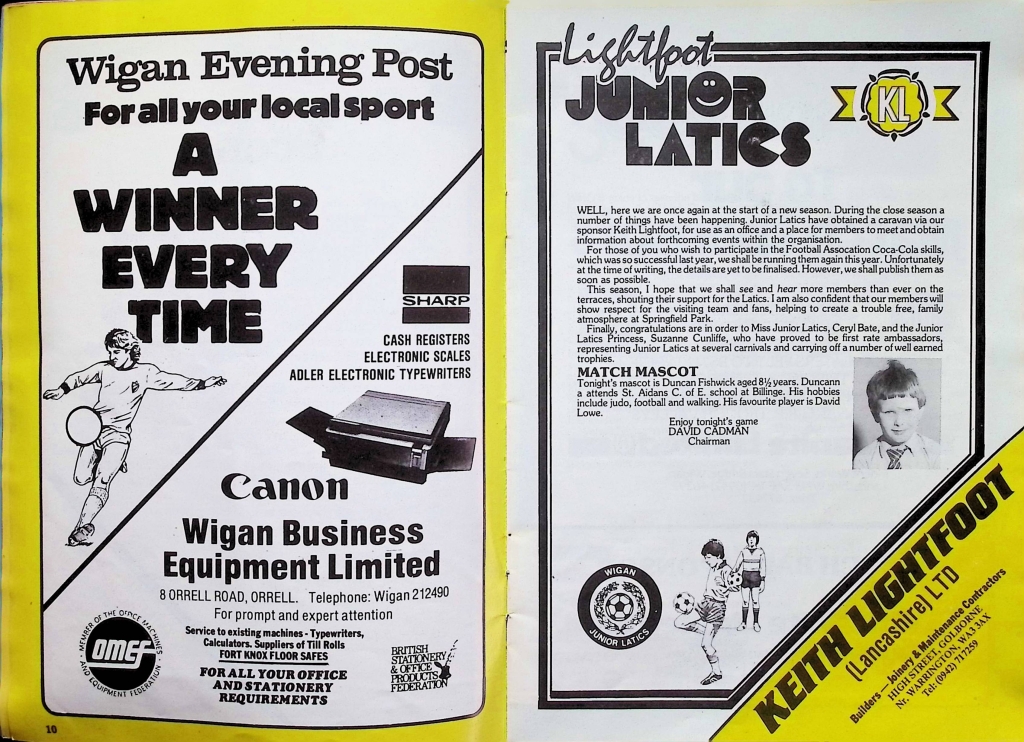 Wigan Evening Post
For all your local sport
A
WINNER
EVERY
TIME
SHARP
CASH REGISTERS
ELECTRONIC SCALES
ADLER ELECTRONIC TYPEWRITERS
Canon
Wigan Business
Equipment Limited
8 ORRELL ROAD, ORRELL. Telephone: Wigan 212490
For prompt and expert attention
Service to existing machines - Typewriters,
Calculators. Suppliers of Till Rolls
FORT KNOX FLOOR SAFES
FOR ALL YOUR OFFICE
AND STATIONERY
REQUIREMENTS
MEMBER OF THE OFFICE MACHINES
OMEF
AND EQUIPMENT FEDERATION
BRITISH
STATIONERY
& OFFICE
PRODUCTS
FEDERATION
10
Lightfoot
JUNIOR
LATICS
KL
WELL, here we are once again at the start of a new season. During the close season a
number of things have been happening. Junior Latics have obtained a caravan via our
sponsor Keith Lightfoot, for use as an office and a place for members to meet and obtain
information about forthcoming events within the organisation.
For those of you who wish to participate in the Football Assocation Coca-Cola skills,
which was so successful last year, we shall be running them again this year. Unfortunately
at the time of writing, the details are yet to be finalised. However, we shall publish them as
soon as possible.
This season, I hope that we shall see and hear more members than ever on the
terraces, shouting their support for the Latics. I am also confident that our members will
show respect for the visiting team and fans, helping to create a trouble free, family
atmosphere at Springfield Park.
Finally, congratulations are in order to Miss Junior Latics, Ceryl Bate, and the Junior
Latics Princess, Suzanne Cunliffe, who have proved to be first rate ambassadors,
representing Junior Latics at several carnivals and carrying off a number of well earned
trophies.
MATCH MASCOT
Tonight's mascot is Duncan Fishwick aged 8½ years. Duncann
a attends St. Aidans C. of E. school at Billinge. His hobbies
include judo, football and walking. His favourite player is David
Lowe.
Enjoy tonight's game
DAVID CADMAN
Chairman
WIGAN
JUNIOR LATICS
KEITH LIGHTFOOT
(Lancashire) LTD
Builders — Joinery & Maintenance Contractors
HIGH STREET, GOLBORNE
Nr. WARRINGTON, WA3 3AX
Tel: (0942) 717259